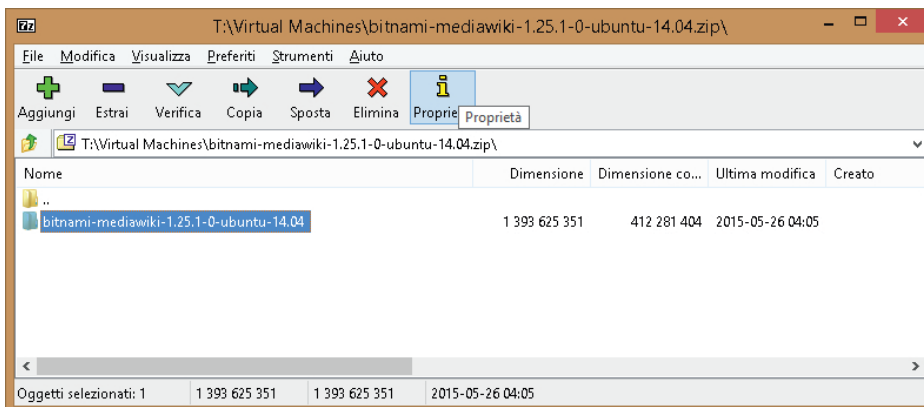 T:\Virtual Machines\bitnami-mediawiki-1.25.1-0-ubuntu-14.04.zip\
File Modifica Visualizza Preferiti Strumenti Aiuto
Aggiungi Estrai Verifica Copia Sposta Elimina Proprie
Proprietà
T:\Virtual Machines\bitnami-mediawiki-1.25.1-0-ubuntu-14.04.zip\
Nome Dimensione Dimensione co... Ultima modifica Creato
..
bitnami-mediawiki-1.25.1-0-ubuntu-14.04 1 393 625 351 412 281 404 2015-05-26 04:05
Oggetti selezionati: 1 1 393 625 351 1 393 625 351 2015-05-26 04:05